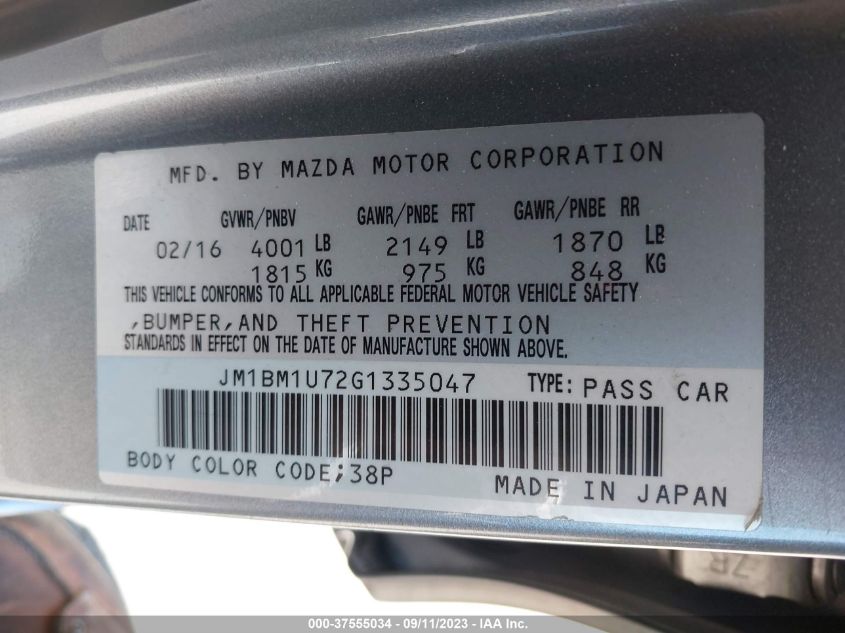 MFD. BY MAZDA MOTOR CORPORATION
DATE GVWR/PNBV GAWR/PNBE FRT GAWR/PNBE RR
02/16 4001 LB 2149 LB 1870 LB
1815 KG 975 KG 848 KG
THIS VEHICLE CONFORMS TO ALL APPLICABLE FEDERAL MOTOR VEHICLE SAFETY
,BUMPER,AND THEFT PREVENTION
STANDARDS IN EFFECT ON THE DATE OF MANUFACTURE SHOWN ABOVE.
JM1BM1U72G1335047 TYPE: PASS CAR
BODY COLOR CODE;38P
MADE IN JAPAN
7R
000-37555034 - 09/11/2023 - IAA Inc.